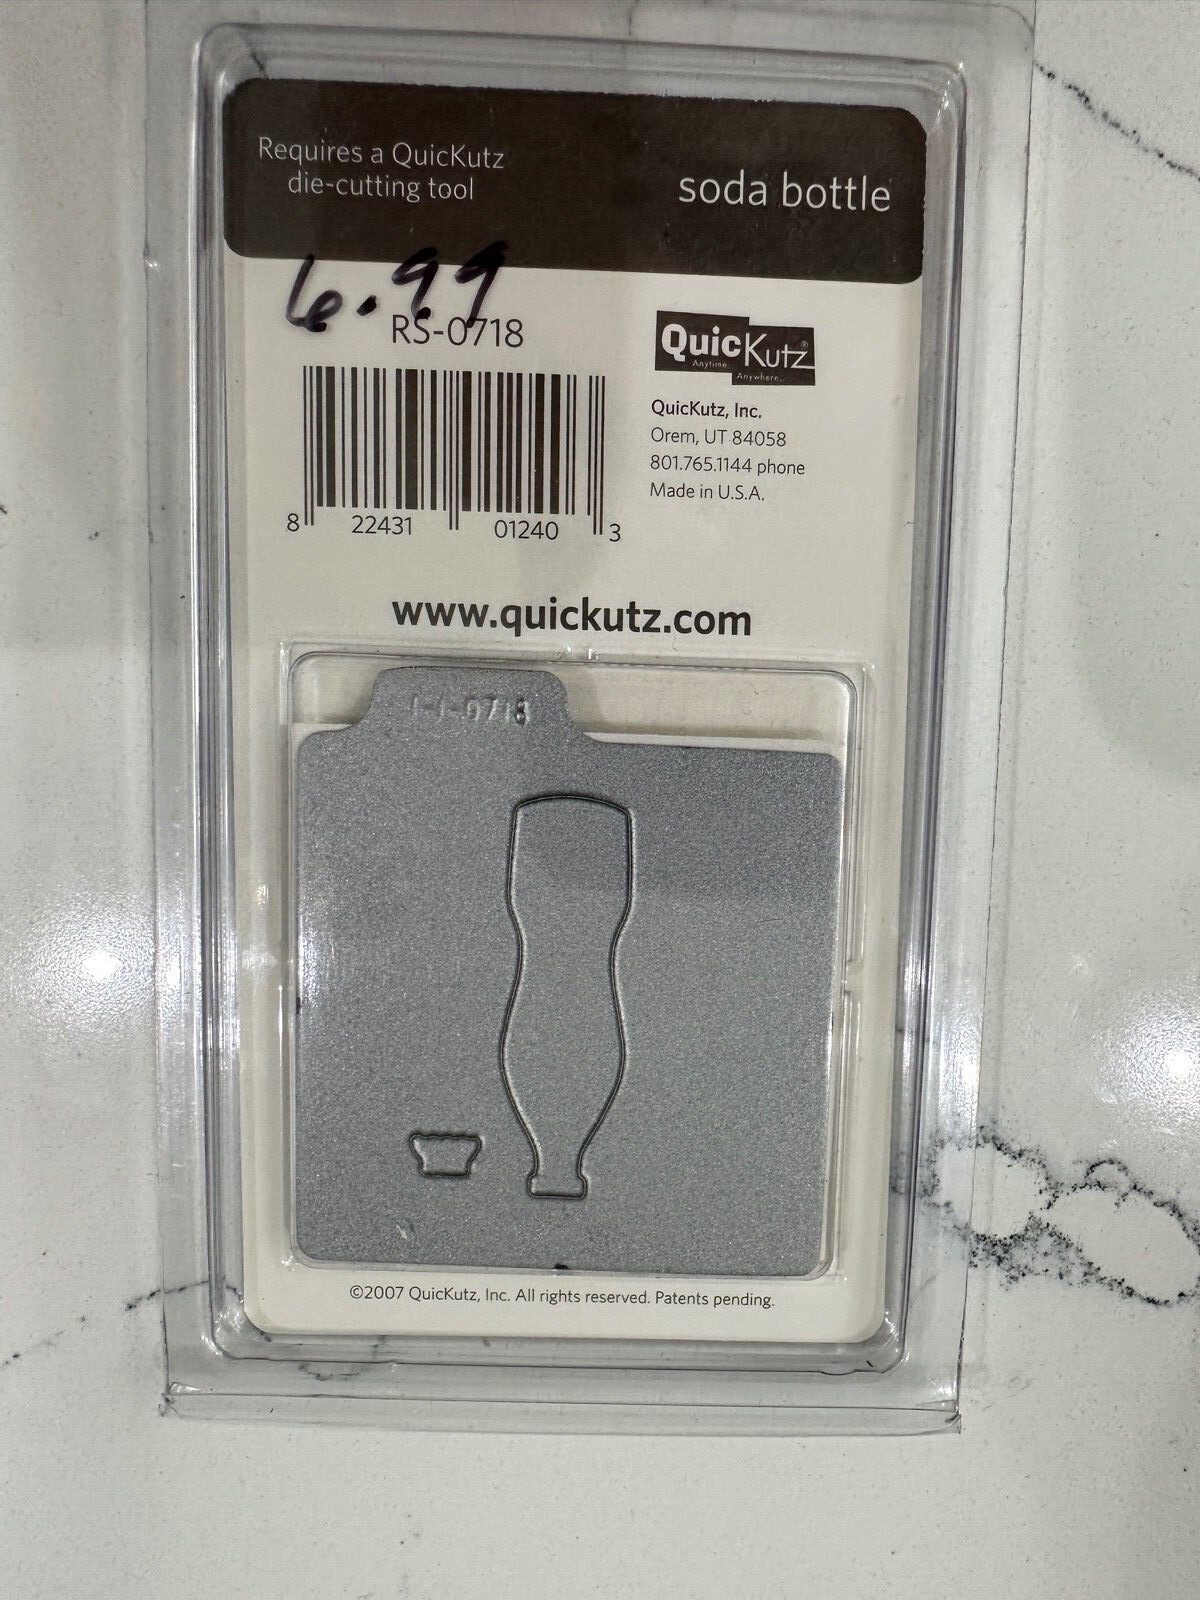 Requires a QuicKutz
die-cutting tool
soda bottle
6.99
RS-0718
8 22431 01240 3
QuicKutz®
Anytime
Anywhere.
QuicKutz, Inc.
Orem, UT 84058
801.765.1144 phone
Made in U.S.A.
www.quickutz.com
©2007 QuicKutz, Inc. All rights reserved. Patents pending.